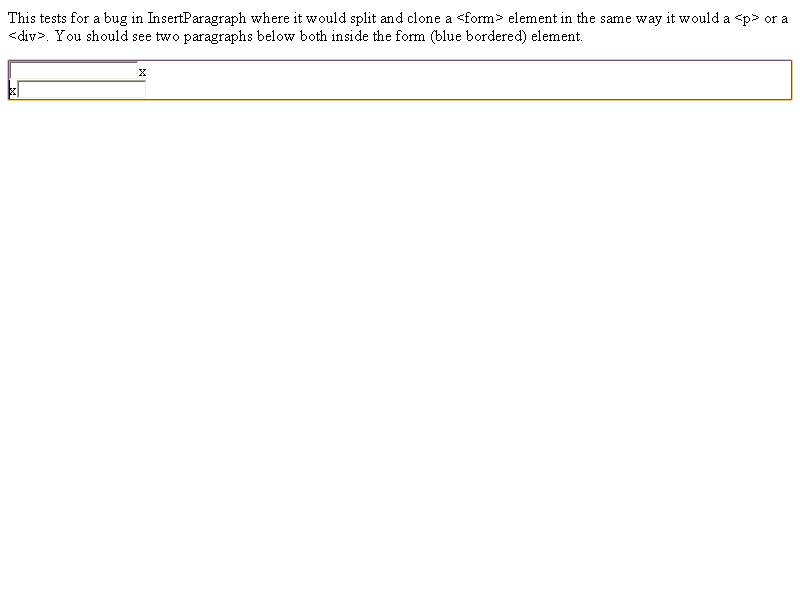 This tests for a bug in InsertParagraph where it would split and clone a <form> element in the same way it would a <p> or a
<div>. You should see two paragraphs below both inside the form (blue bordered) element.
x
x